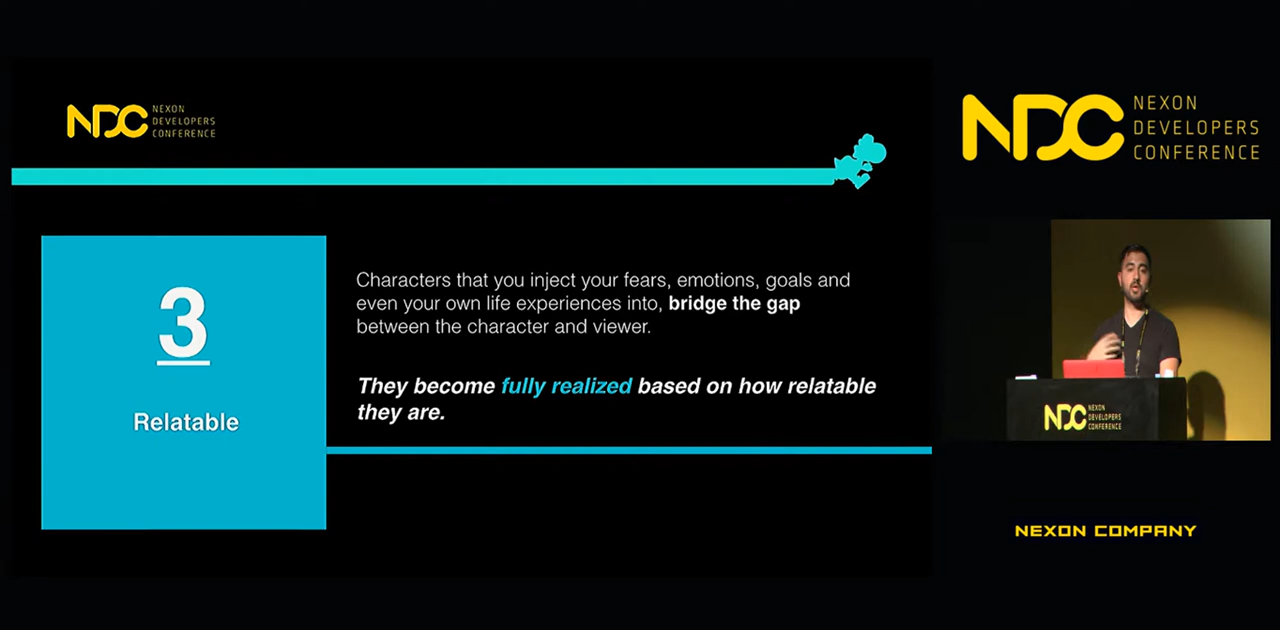 NDC NEXON
DEVELOPERS
CONFERENCE
3
Relatable
Characters that you inject your fears, emotions, goals and
even your own life experiences into, bridge the gap
between the character and viewer.
They become fully realized based on how relatable
they are.
NDC NEXON
DEVELOPERS
CONFERENCE
NDC NEXON
DEVELOPERS
CONFERENCE
NEXON COMPANY